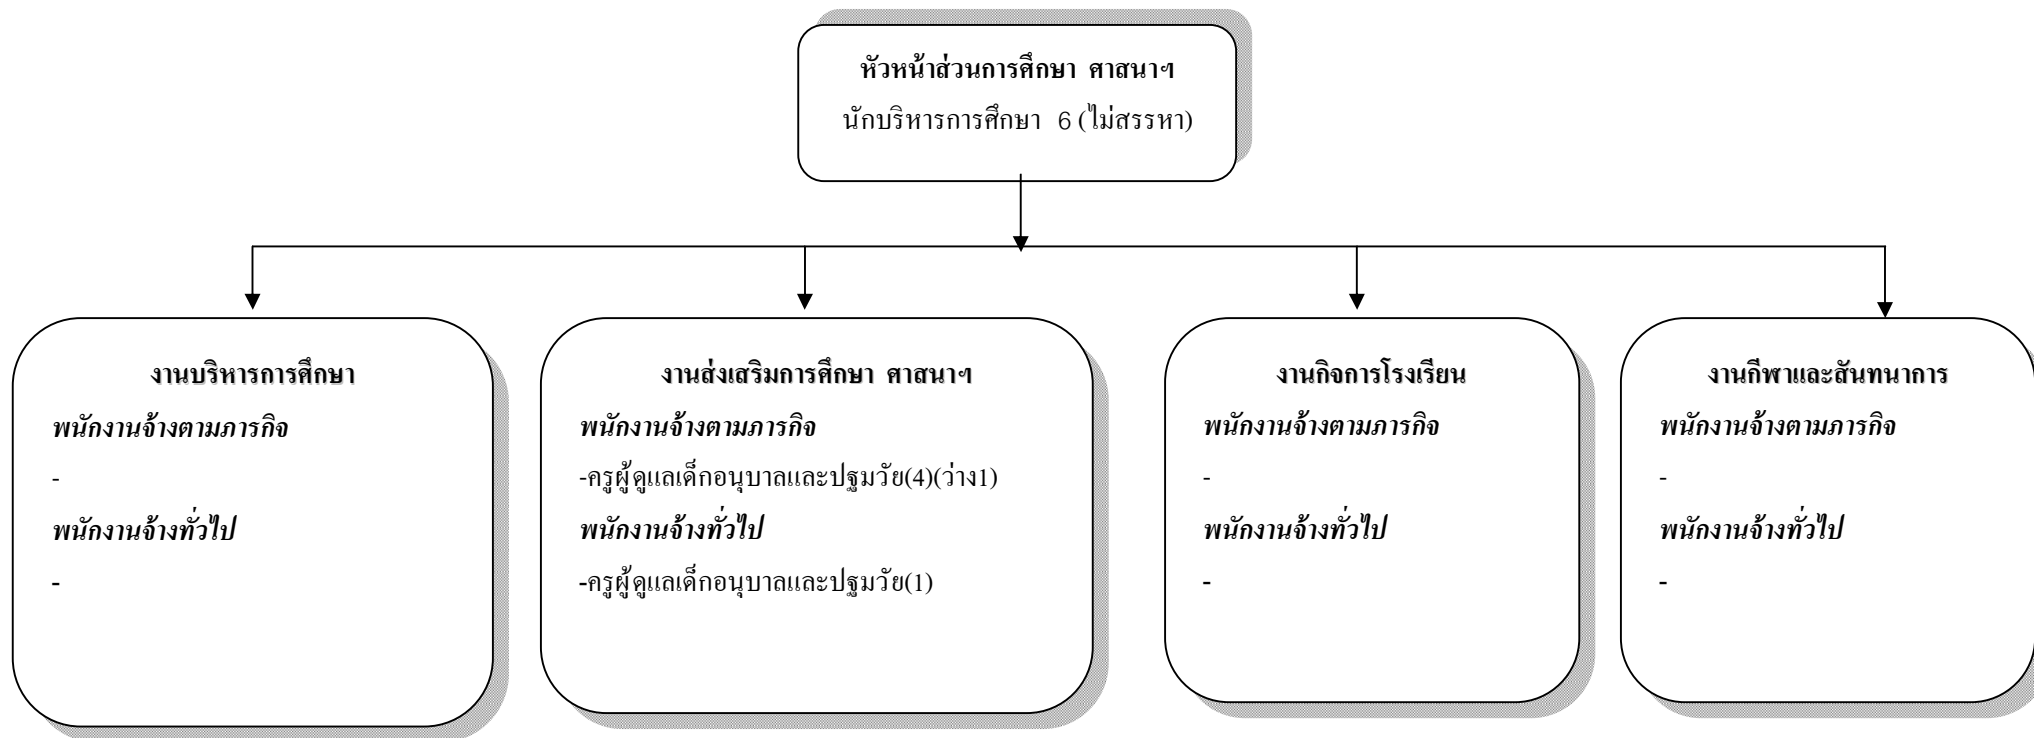 หัวหน้าส่วนการศึกษา ศาสนาฯ
นักบริหารการศึกษา 6 (ไม่สรรหา)
งานบริหารการศึกษา
พนักงานจ้างตามภารกิจ
-
พนักงานจ้างทั่วไป
-
งานส่งเสริมการศึกษา ศาสนาฯ
พนักงานจ้างตามภารกิจ
-ครูผู้ดูแลเด็กอนุบาลและปฐมวัย(4)(ว่าง1)
พนักงานจ้างทั่วไป
-ครูผู้ดูแลเด็กอนุบาลและปฐมวัย(1)
งานกิจการโรงเรียน
พนักงานจ้างตามภารกิจ
-
พนักงานจ้างทั่วไป
-
งานกีฬาและสันทนาการ
พนักงานจ้างตามภารกิจ
-
พนักงานจ้างทั่วไป
-